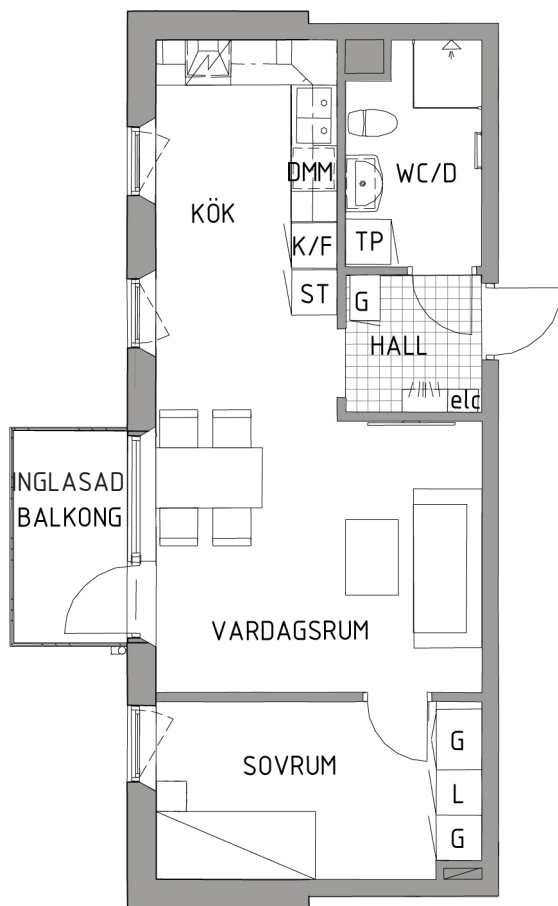 DMM
WC/D
KÖK
K/F
TP
ST
G
HALL
elc
INGLASAD
BALKONG
VARDAGSRUM
G
SOVRUM
L
G